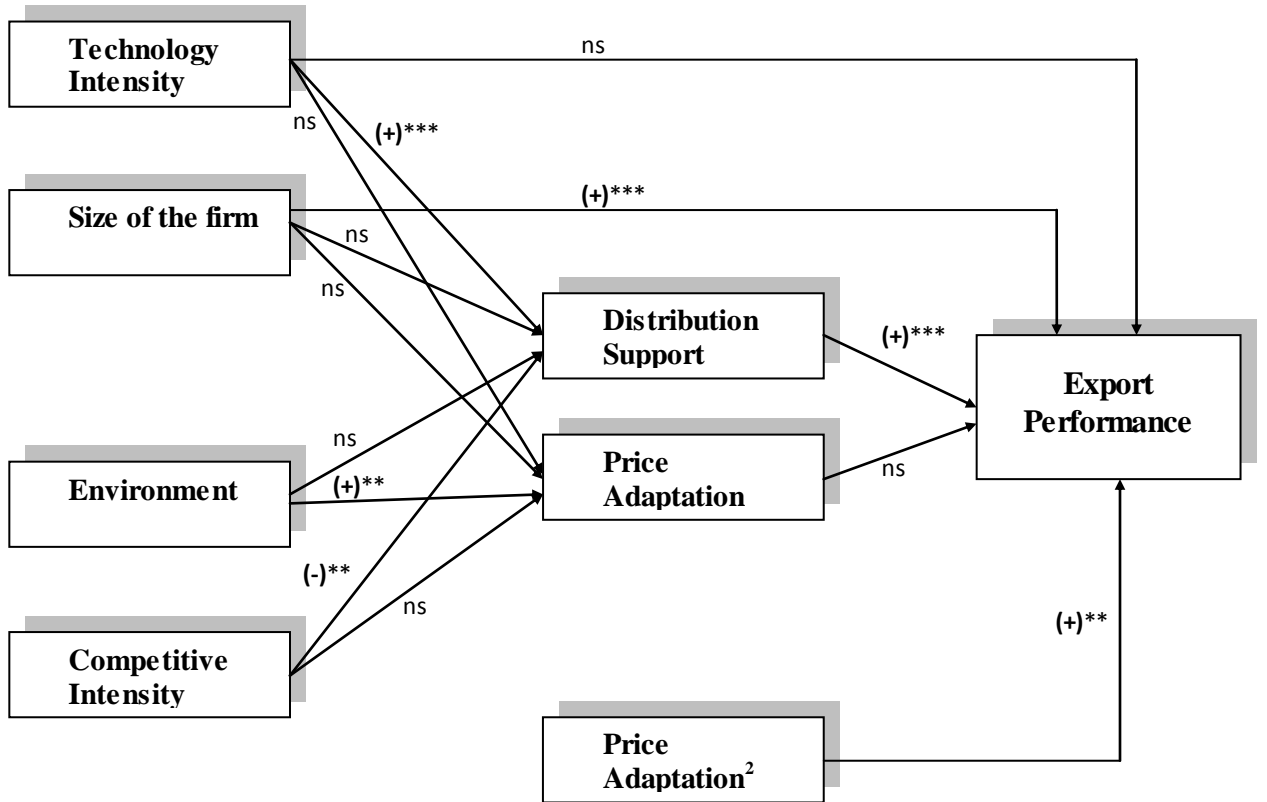 Technology
Intensity
ns
ns
(+)***
Size of the firm
(+)***
ns
ns
Distribution
Support
(+)***
Export
Performance
Environment
ns
(+)**
Price
Adaptation
ns
(-)**
ns
Competitive
Intensity
(+)**
Price
Adaptation²